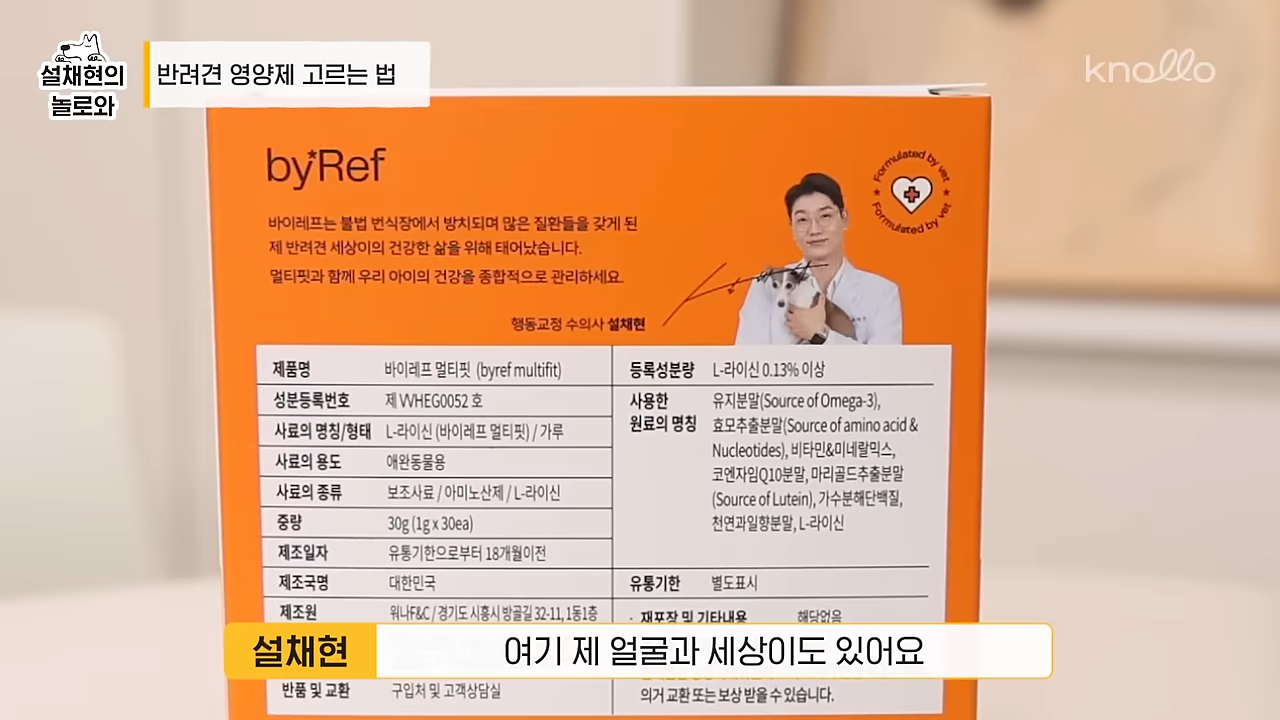 설채현의
놀로와
반려견 영양제 고르는 법
knollo
by*Ref
바이레프는 불법 번식장에서 방치되며 많은 질환들을 갖게 된
제 반려견 세상이의 건강한 삶을 위해 태어났습니다.
멀티핏과 함께 우리 아이의 건강을 종합적으로 관리하세요.
행동교정 수의사 설채현
Formulated by vet
Formulated by vet
제품명 바이레프 멀티핏 (byref multifit)
성분등록번호 제 VVHEG0052 호
사료의 명칭/형태 L-라이신 (바이레프 멀티핏) / 가루
사료의 용도 애완동물용
사료의 종류 보조사료 / 아미노산제 / L-라이신
중량 30g (1g x 30ea)
제조일자 유통기한으로부터 18개월이전
제조국명 대한민국
제조원 워나F&C / 경기도 시흥시 방골길 32-11, 1동1층
반품 및 교환 구입처 및 고객상담실
등록성분량 L-라이신 0.13% 이상
사용한 유지분말(Source of Omega-3),
원료의 명칭 효모추출분말(Source of amino acid &
Nucleotides), 비타민&미네랄믹스,
코엔자임Q10분말, 마리골드추출분말
(Source of Lutein), 가수분해단백질,
천연과일향분말, L-라이신
유통기한 별도표시
· 재포장 및 기타내용 해당없음
의거 교환 또는 보상 받을 수 있습니다.
설채현 여기 제 얼굴과 세상이도 있어요